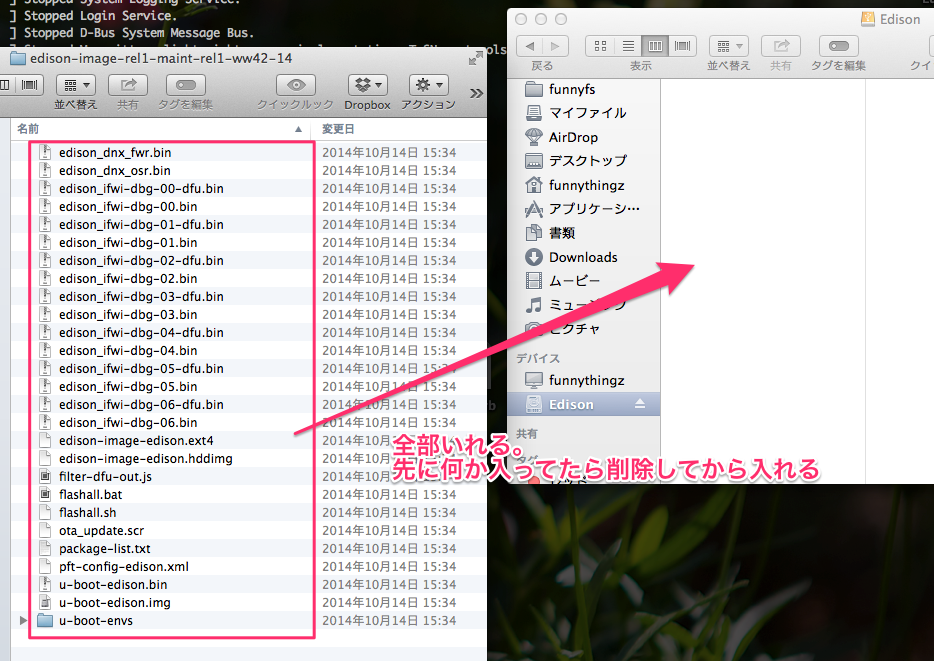 ] Stopped System Logging Service.
] Stopped Login Service.
] Stopped D-Bus System Message Bus.
edison-image-rel1-maint-rel1-ww42-14
並べ替え 共有 タグを編集 クイックルック Dropbox アクション
名前 変更日
edison_dnx_fwr.bin 2014年10月14日 15:34
edison_dnx_osr.bin 2014年10月14日 15:34
edison_ifwi-dbg-00-dfu.bin 2014年10月14日 15:34
edison_ifwi-dbg-00.bin 2014年10月14日 15:34
edison_ifwi-dbg-01-dfu.bin 2014年10月14日 15:34
edison_ifwi-dbg-01.bin 2014年10月14日 15:34
edison_ifwi-dbg-02-dfu.bin 2014年10月14日 15:34
edison_ifwi-dbg-02.bin 2014年10月14日 15:34
edison_ifwi-dbg-03-dfu.bin 2014年10月14日 15:34
edison_ifwi-dbg-03.bin 2014年10月14日 15:34
edison_ifwi-dbg-04-dfu.bin 2014年10月14日 15:34
edison_ifwi-dbg-04.bin 2014年10月14日 15:34
edison_ifwi-dbg-05-dfu.bin 2014年10月14日 15:34
edison_ifwi-dbg-05.bin 2014年10月14日 15:34
edison_ifwi-dbg-06-dfu.bin 2014年10月14日 15:34
edison_ifwi-dbg-06.bin 2014年10月14日 15:34
edison-image-edison.ext4 2014年10月14日 15:34
edison-image-edison.hddimg 2014年10月14日 15:34
filter-dfu-out.js 2014年10月14日 15:34
flashall.bat 2014年10月14日 15:34
flashall.sh 2014年10月14日 15:34
ota_update.scr 2014年10月14日 15:34
package-list.txt 2014年10月14日 15:34
pft-config-edison.xml 2014年10月14日 15:34
u-boot-edison.bin 2014年10月14日 15:34
u-boot-edison.img 2014年10月14日 15:34
u-boot-envs 2014年10月14日 15:34
Edison
戻る 表示 並べ替え 共有 タグを編集 クイ
funnyfs
マイファイル
AirDrop
デスクトップ
funnythingz
アプリケーシ…
書類
Downloads
ムービー
ミュージック
ピクチャ
デバイス
funnythingz
Edison
共有
全部いれる。
先に何か入ってたら削除してから入れる